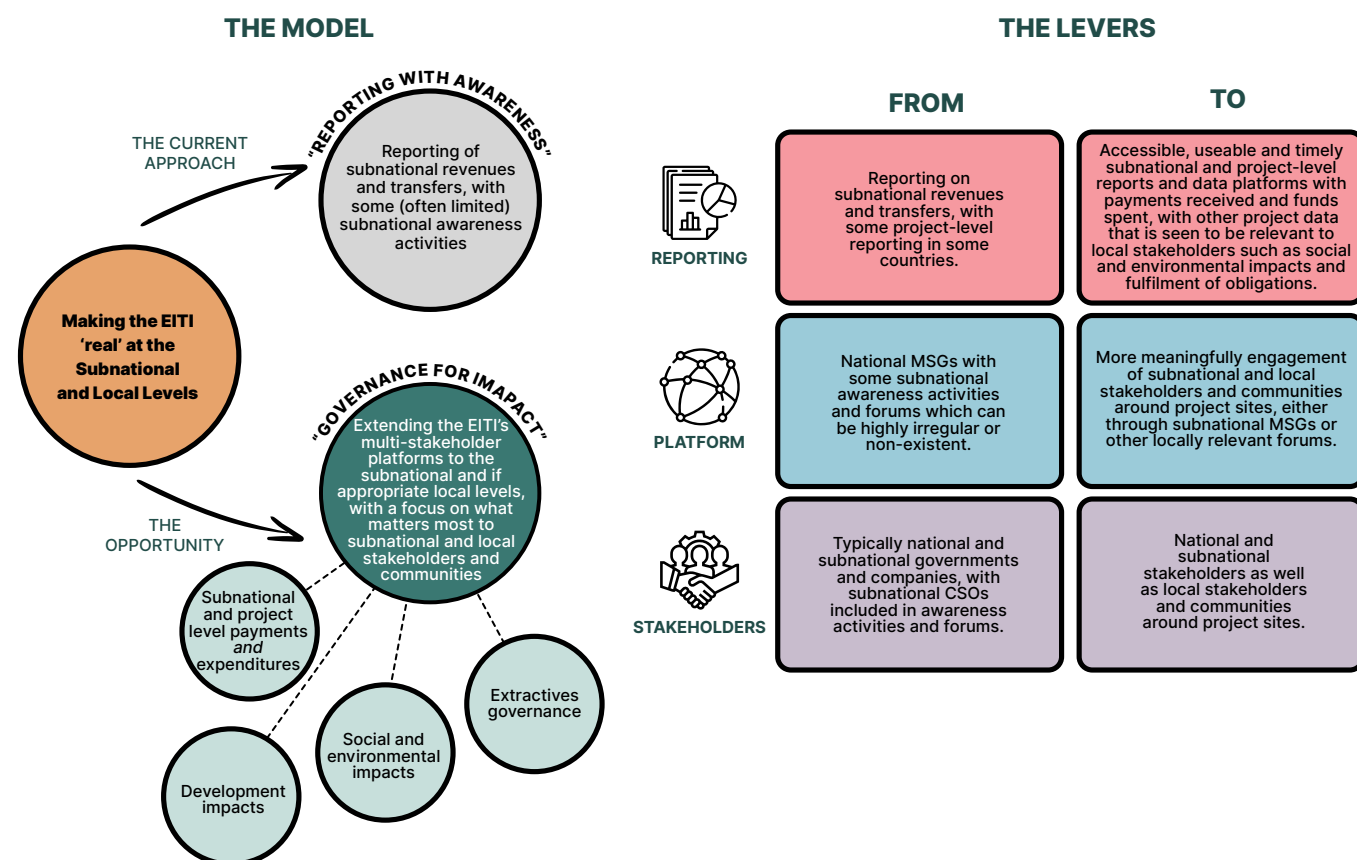 THE MODEL
THE CURRENT
APPROACH
"REPORTING WITH AWARENESS"
Reporting of
subnational revenues
and transfers, with
some (often limited)
subnational awareness
activities
Making the EITI
‘real’ at the
Subnational
and Local Levels
THE
OPPORTUNITY
"GOVERNANCE FOR IMAPACT"
Extending the EITI’s
multi-stakeholder
platforms to the
subnational and if
appropriate local levels,
with a focus on what
matters most to
subnational and local
stakeholders and
communities
Subnational
and project
level payments
and
expenditures
Development
impacts
Social and
environmental
impacts
Extractives
governance
THE LEVERS
FROM
TO
REPORTING
Reporting on
subnational revenues
and transfers, with
some project-level
reporting in some
countries.
Accessible, useable and timely
subnational and project-level
reports and data platforms with
payments received and funds
spent, with other project data
that is seen to be relevant to
local stakeholders such as social
and environmental impacts and
fulfilment of obligations.
PLATFORM
National MSGs with
some subnational
awareness activities
and forums which can
be highly irregular or
non-existent.
More meaningfully engagement
of subnational and local
stakeholders and communities
around project sites, either
through subnational MSGs or
other locally relevant forums.
STAKEHOLDERS
Typically national and
subnational governments
and companies, with
subnational CSOs
included in awareness
activities and forums.
National and
subnational
stakeholders as well
as local stakeholders
and communities
around project sites.